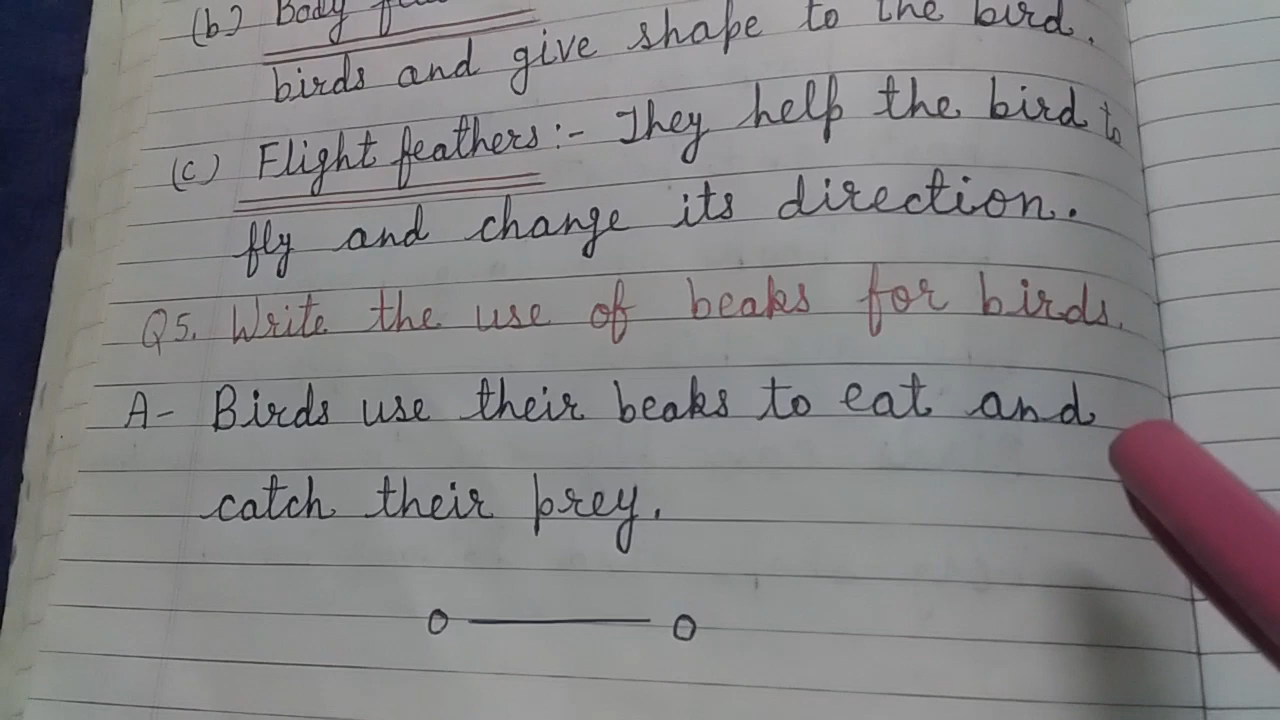 (b) Body
birds and give shape to the bird.
(c) Flight feathers :- They help the bird to
fly and change its direction.
Q5. Write the use of beaks for birds.
A- Birds use their beaks to eat and
catch their prey.